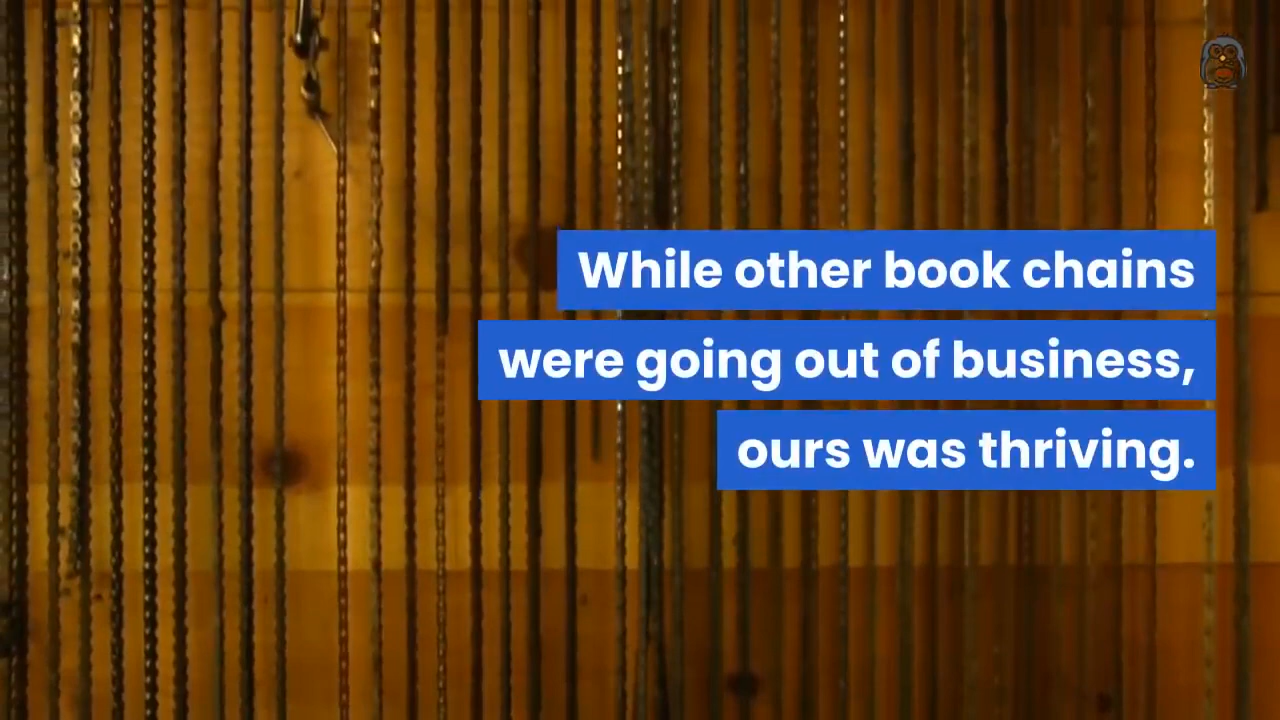 While other book chains
were going out of business,
ours was thriving.